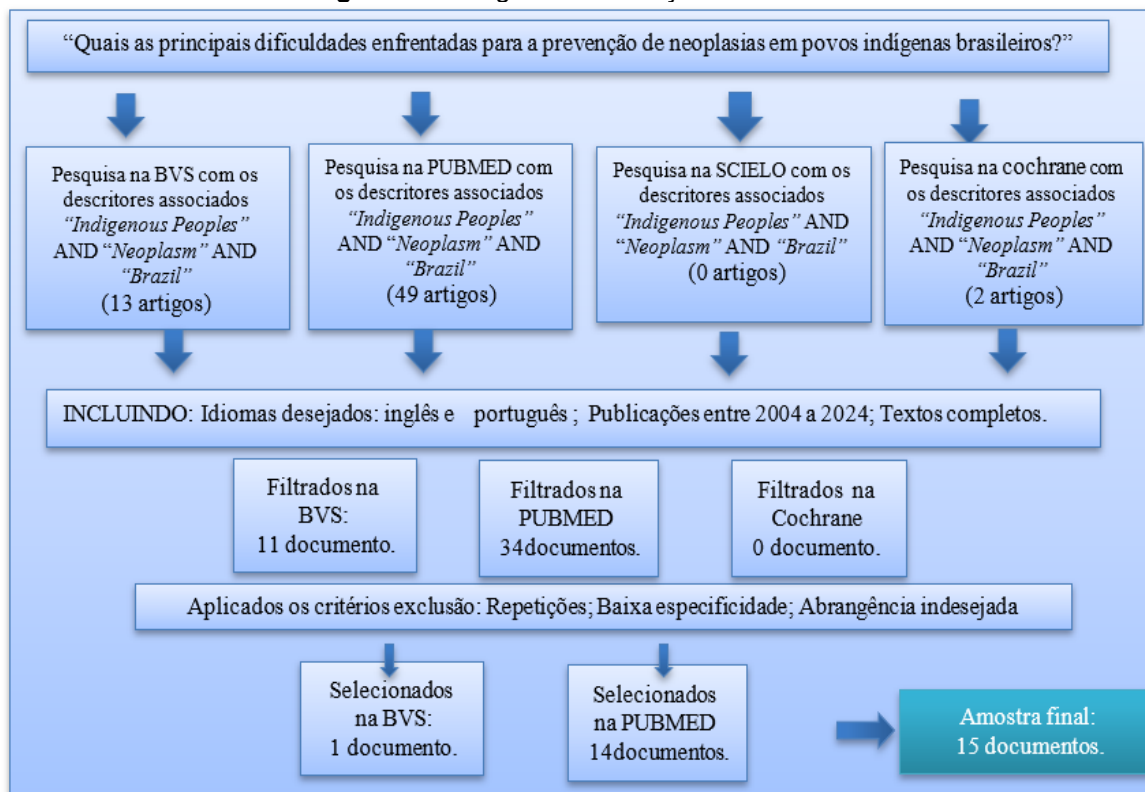 “Quais as principais dificuldades enfrentadas para a prevenção de neoplasias em povos indígenas brasileiros?”
Pesquisa na BVS com os
descritores associados
“Indigenous Peoples”
AND “Neoplasm” AND
“Brazil”
(13 artigos)
Pesquisa na PUBMED com
os descritores associados
“Indigenous Peoples”
AND “Neoplasm” AND
“Brazil”
(49 artigos)
Pesquisa na SCIELO com os
descritores associados
“Indigenous Peoples” AND
“Neoplasm” AND “Brazil”
(0 artigos)
Pesquisa na cochrane com
os descritores associados
“Indigenous Peoples”
AND “Neoplasm” AND
“Brazil”
(2 artigos)
INCLUINDO: Idiomas desejados: inglês e português ; Publicações entre 2004 a 2024; Textos completos.
Filtrados na
BVS:
11 documento.
Filtrados na
PUBMED
34documentos.
Filtrados na
Cochrane
0 documento.
Aplicados os critérios exclusão: Repetições; Baixa especificidade; Abrangência indesejada
Selecionados
na BVS:
1 documento.
Selecionados
na PUBMED
14documentos.
Amostra final:
15 documentos.